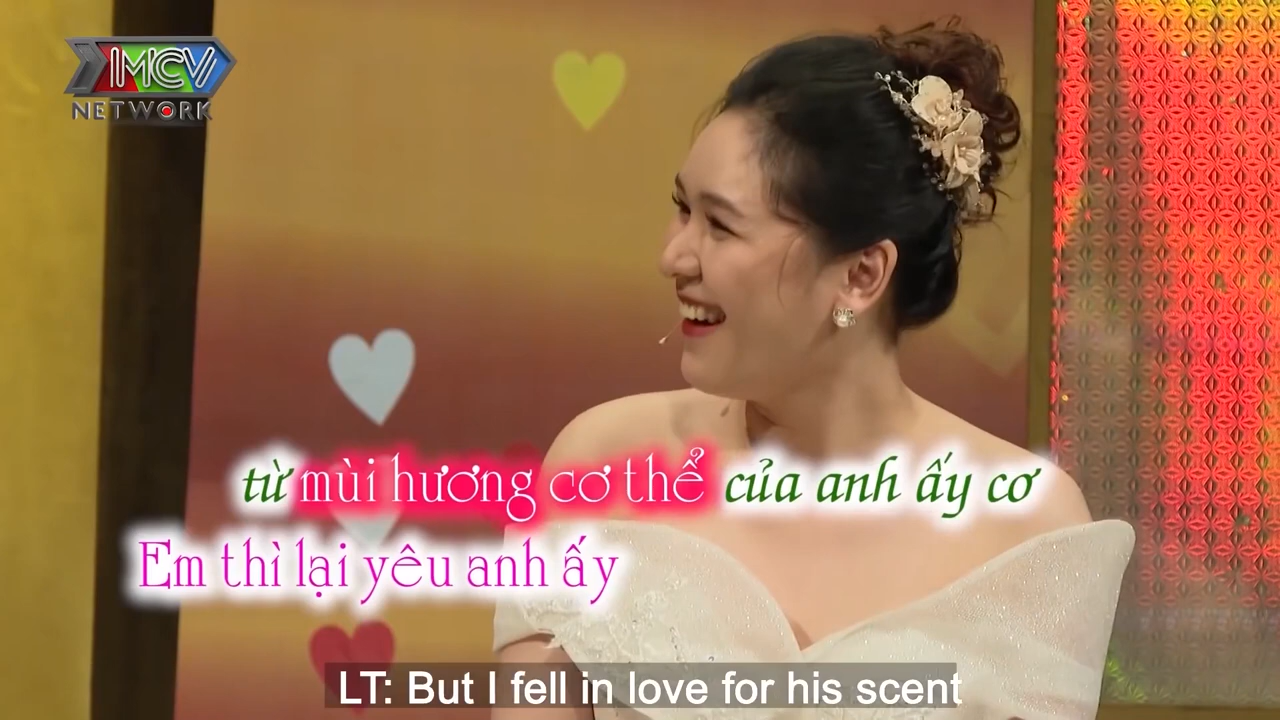 MCV
NETWORK
từ mùi hương cơ thể của anh ấy cơ
Em thì lại yêu anh ấy
LT: But I fell in love for his scent